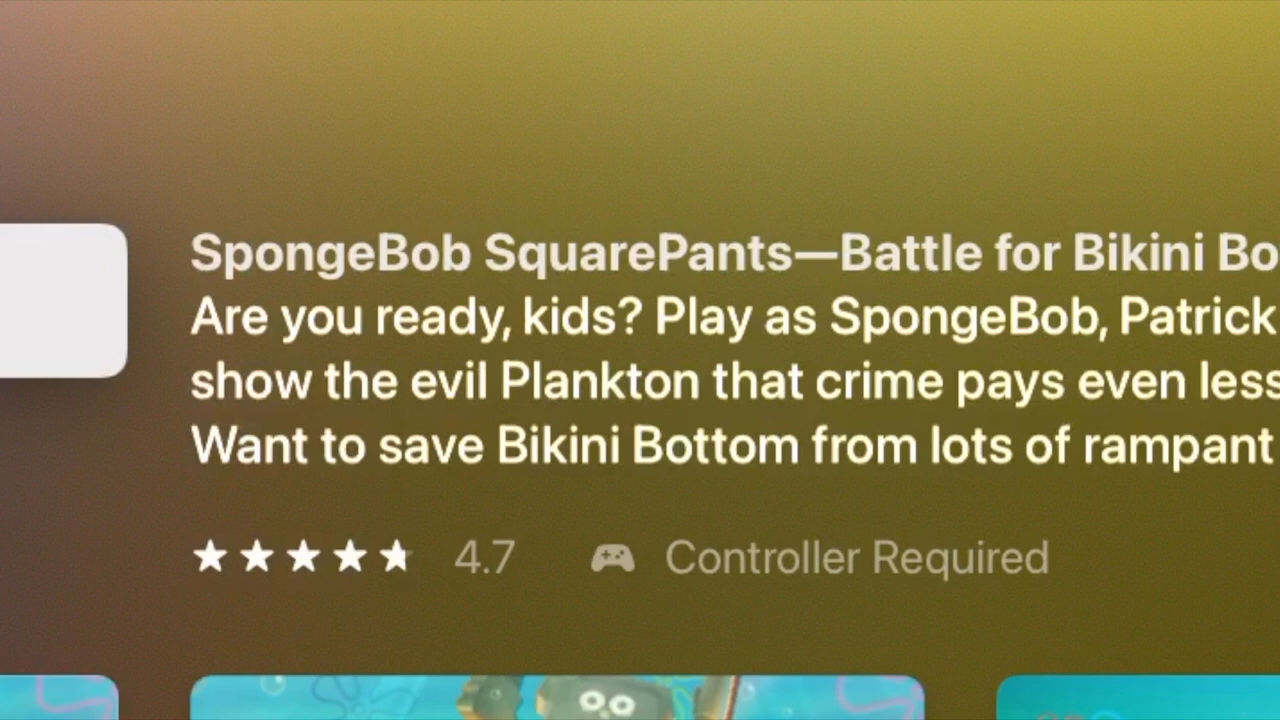 SpongeBob SquarePants—Battle for Bikini Bo
Are you ready, kids? Play as SpongeBob, Patrick
show the evil Plankton that crime pays even less
Want to save Bikini Bottom from lots of rampant
4.7 Controller Required